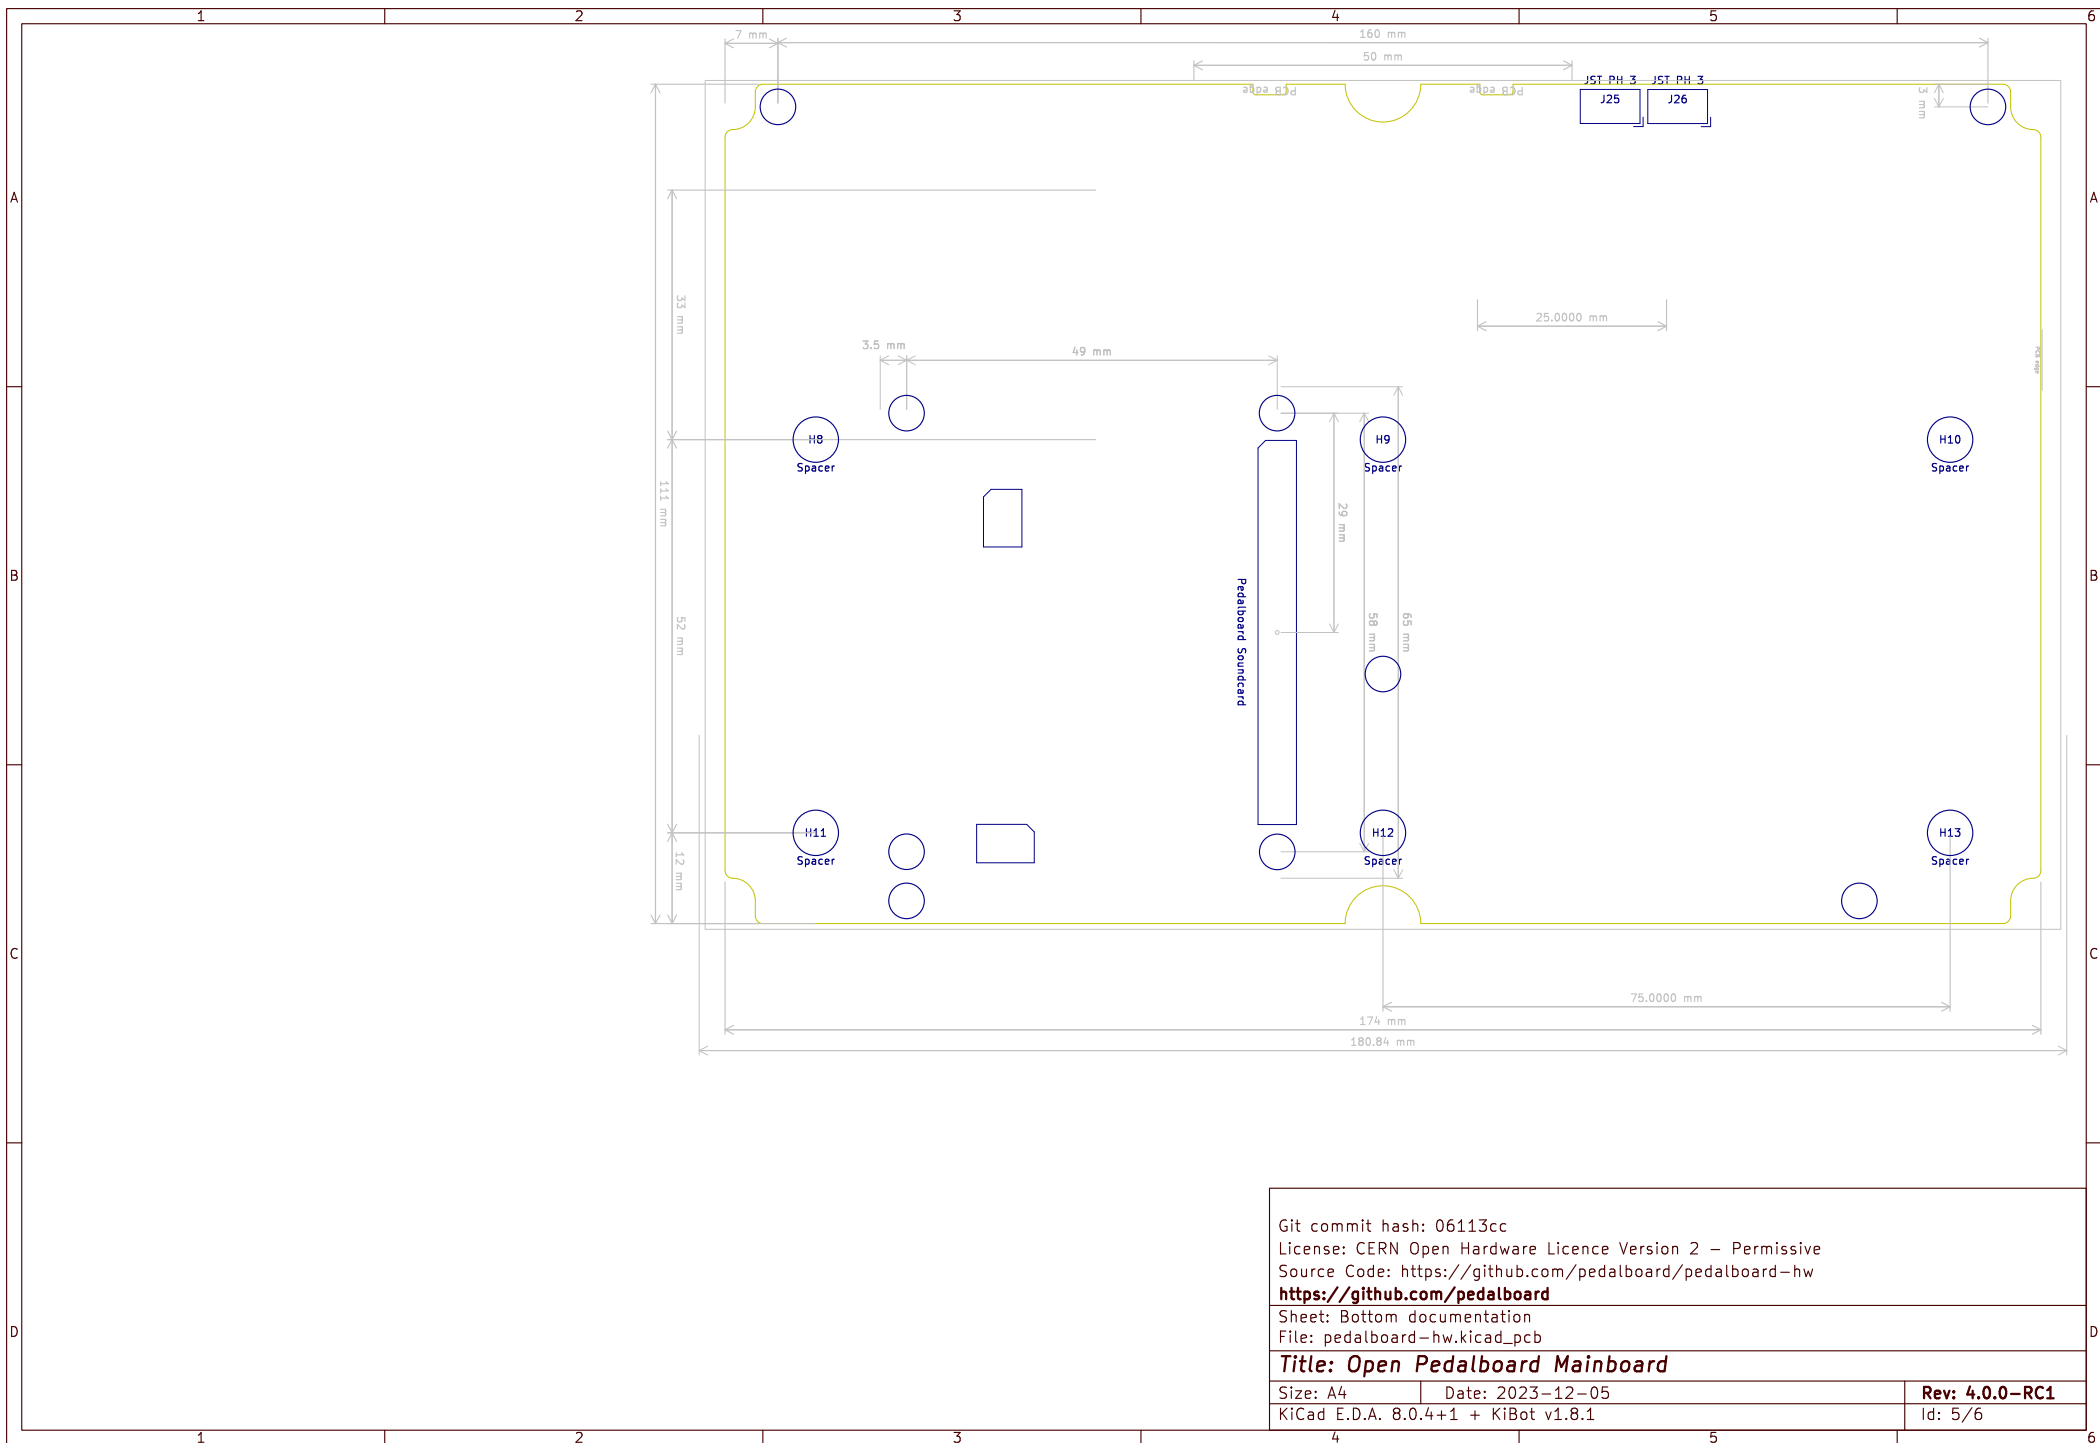 1 2 3 4 5 6
7 mm
160 mm
50 mm
JST PH 3 JST PH 3
PCB edge PCB edge
J25 J26
3 mm
A A
33 mm
25.0000 mm
3.5 mm
49 mm
PCB edge
H8 H9 H10
Spacer Spacer Spacer
111 mm
29 mm
B B
Pedalboard Soundcard
52 mm
58 mm
65 mm
H11 H12 H13
Spacer Spacer Spacer
12 mm
C C
75.0000 mm
174 mm
180.84 mm
Git commit hash: 06113cc
License: CERN Open Hardware Licence Version 2 - Permissive
Source Code: https://github.com/pedalboard/pedalboard-hw
https://github.com/pedalboard
Sheet: Bottom documentation
File: pedalboard-hw.kicad_pcb
D D
Title: Open Pedalboard Mainboard
Size: A4 Date: 2023-12-05 Rev: 4.0.0-RC1
KiCad E.D.A. 8.0.4+1 + KiBot v1.8.1 Id: 5/6
1 2 3 4 5 6